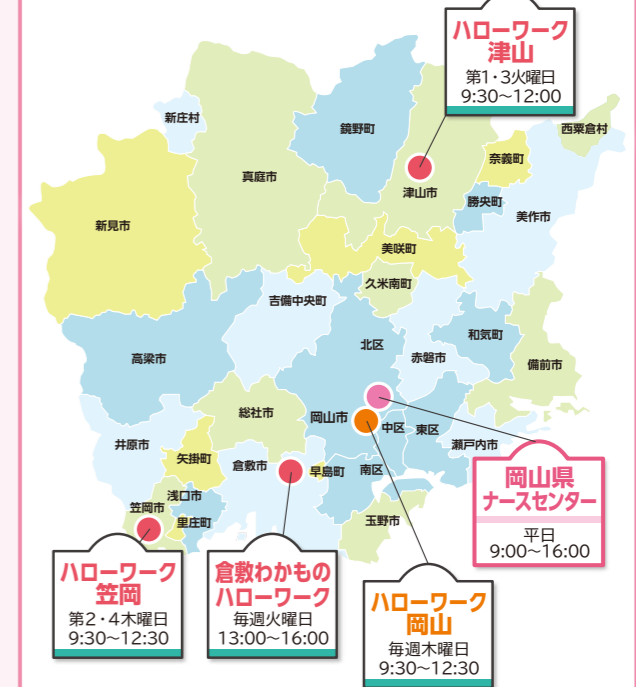 ハローワーク
津山
第1・3火曜日
9:30〜12:00
新庄村
鏡野町
西粟倉村
真庭市
奈義町
津山市
勝央町
美作市
新見市
美咲町
久米南町
吉備中央町
北区
和気町
高梁市
赤磐市
備前市
総社市
岡山市
中区
東区
瀬戸内市
井原市
矢掛町
倉敷市
早島町
南区
浅口市
笠岡市
里庄町
玉野市
岡山県
ナースセンター
平日
9:00〜16:00
ハローワーク
笠岡
第2・4木曜日
9:30〜12:30
倉敷わかもの
ハローワーク
毎週火曜日
13:00〜16:00
ハローワーク
岡山
毎週木曜日
9:30〜12:30